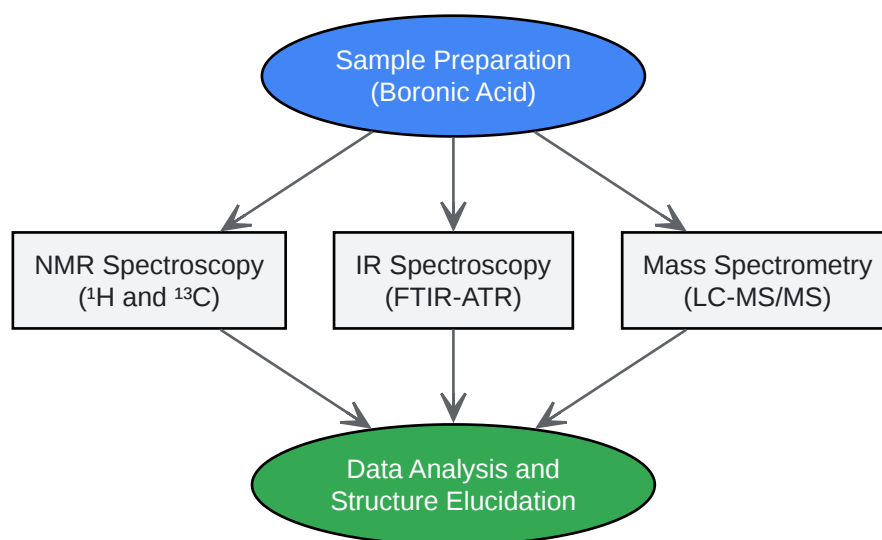 Sample Preparation
(Boronic Acid)
NMR Spectroscopy
(¹H and ¹³C)
IR Spectroscopy
(FTIR-ATR)
Mass Spectrometry
(LC-MS/MS)
Data Analysis and
Structure Elucidation